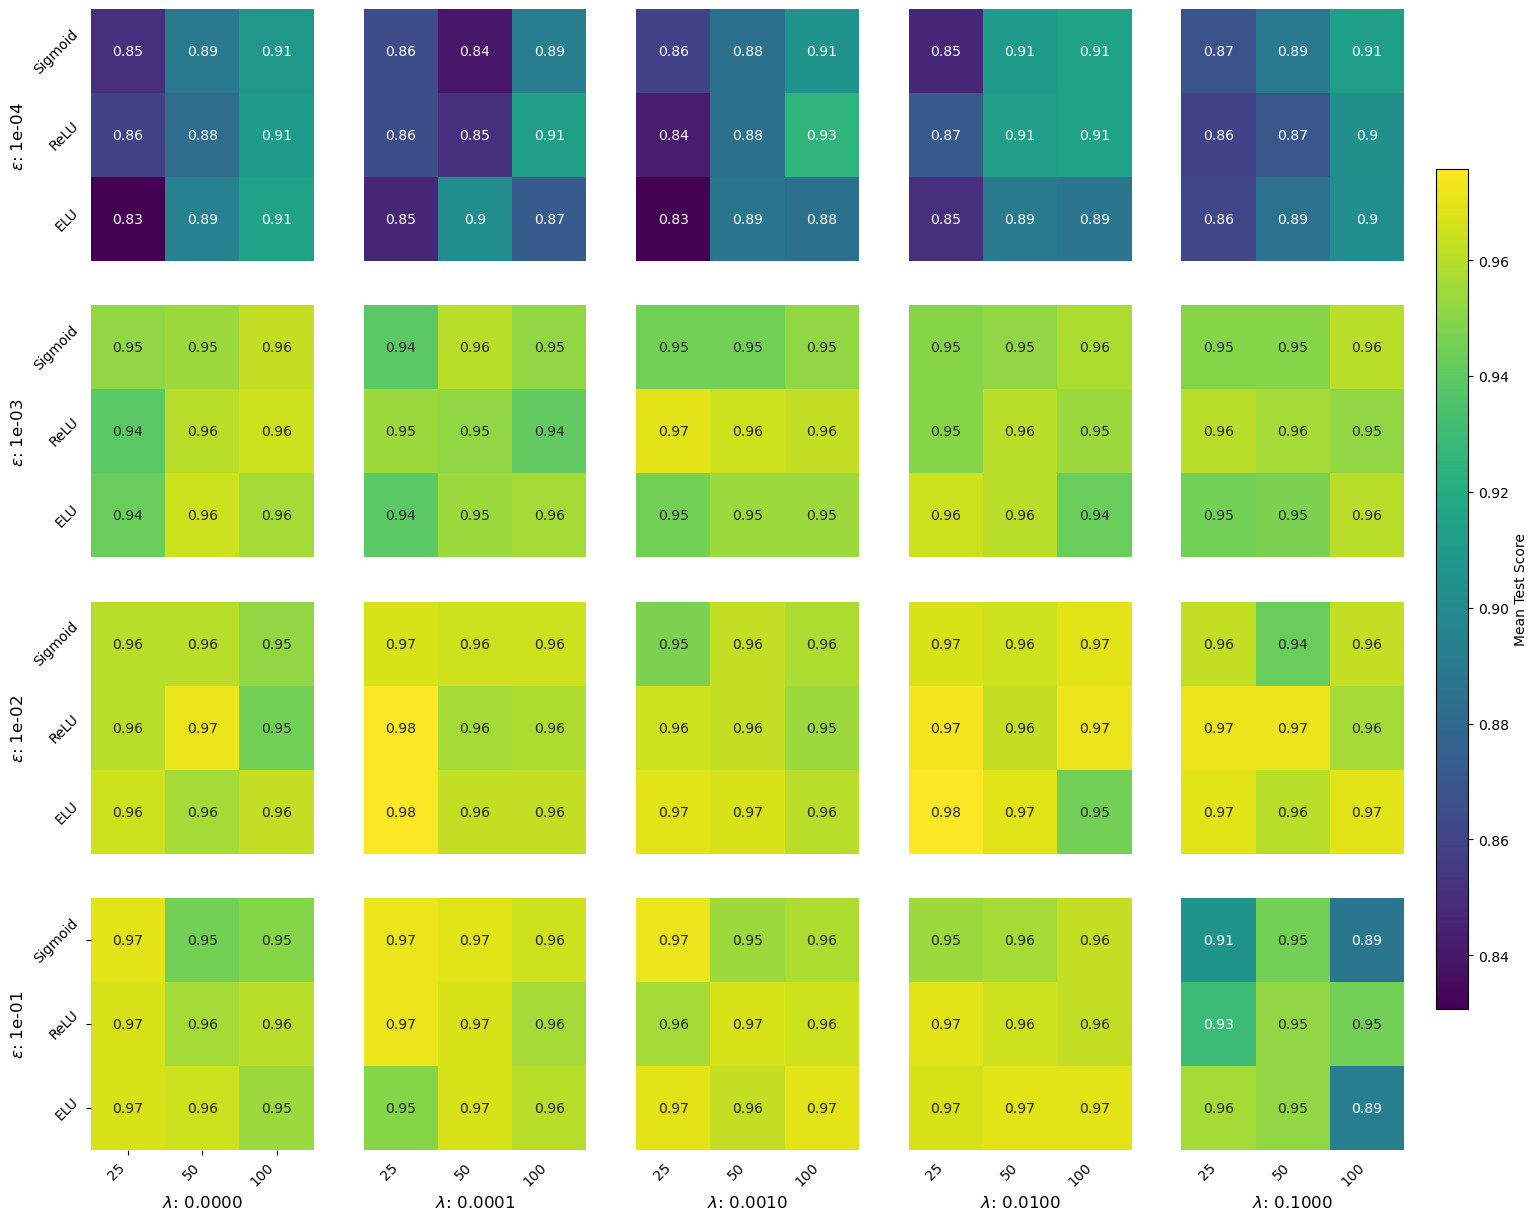 Sigmoid 0.85 0.89 0.91 0.86 0.84 0.89 0.86 0.88 0.91 0.85 0.91 0.91 0.87 0.89 0.91
ε: 1e-04 ReLU 0.86 0.88 0.91 0.86 0.85 0.91 0.84 0.88 0.93 0.87 0.91 0.91 0.86 0.87 0.9
ELU 0.83 0.89 0.91 0.85 0.9 0.87 0.83 0.89 0.88 0.85 0.89 0.89 0.86 0.89 0.9
Sigmoid 0.95 0.95 0.96 0.94 0.96 0.95 0.95 0.95 0.95 0.95 0.95 0.96 0.95 0.95 0.96
ε: 1e-03 ReLU 0.94 0.96 0.96 0.95 0.95 0.94 0.97 0.96 0.96 0.95 0.96 0.95 0.96 0.96 0.95
ELU 0.94 0.96 0.96 0.94 0.95 0.96 0.95 0.95 0.95 0.96 0.96 0.94 0.95 0.95 0.96
Sigmoid 0.96 0.96 0.95 0.97 0.96 0.96 0.95 0.96 0.96 0.97 0.96 0.97 0.96 0.94 0.96
ε: 1e-02 ReLU 0.96 0.97 0.95 0.98 0.96 0.96 0.96 0.96 0.95 0.97 0.96 0.97 0.97 0.97 0.96
ELU 0.96 0.96 0.96 0.98 0.96 0.96 0.97 0.97 0.96 0.98 0.97 0.95 0.97 0.96 0.97
Sigmoid 0.97 0.95 0.95 0.97 0.97 0.96 0.97 0.95 0.96 0.95 0.96 0.96 0.91 0.95 0.89
ε: 1e-01 ReLU 0.97 0.96 0.96 0.97 0.97 0.96 0.96 0.97 0.96 0.97 0.96 0.96 0.93 0.95 0.95
ELU 0.97 0.96 0.95 0.95 0.97 0.96 0.97 0.96 0.97 0.97 0.97 0.97 0.96 0.95 0.89
25 50 100 25 50 100 25 50 100 25 50 100 25 50 100
λ: 0.0000 λ: 0.0001 λ: 0.0010 λ: 0.0100 λ: 0.1000
0.96
0.94
0.92
0.90
0.88
0.86
0.84
Mean Test Score